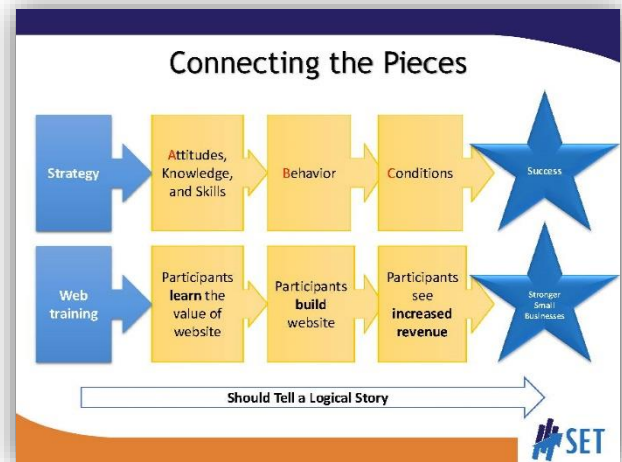 Connecting the Pieces
Strategy
Attitudes,
Knowledge,
and Skills
Behavior
Conditions
Success
Web
training
Participants
learn the
value of
website
Participants
build
website
Participants
see
increased
revenue
Stronger
Small
Businesses
Should Tell a Logical Story
SET